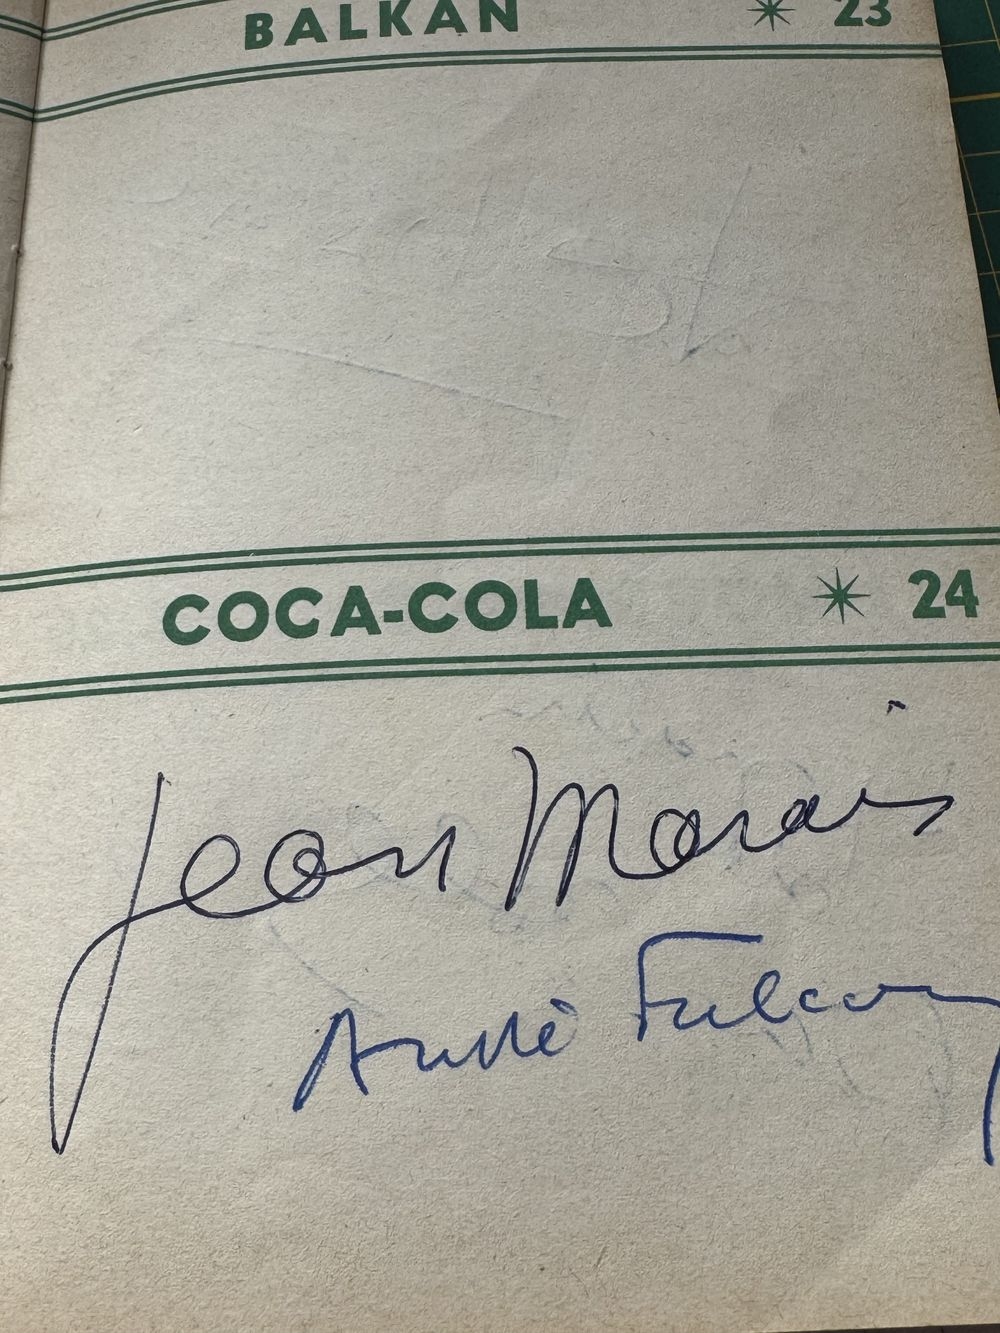 BALKAN * 23
COCA-COLA * 24
Jean Marais
André Falcon